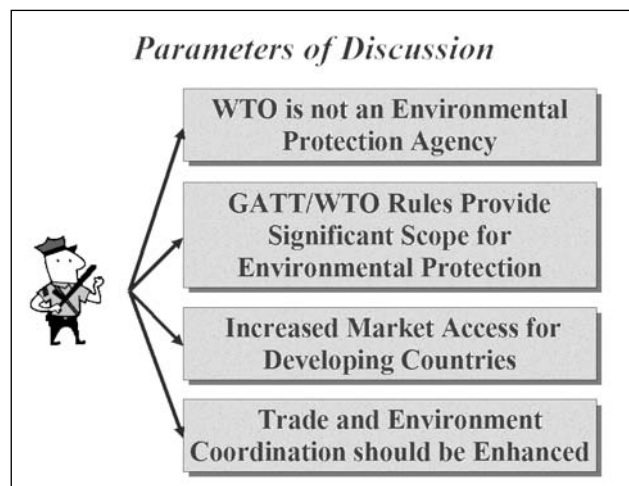 Parameters of Discussion
WTO is not an Environmental
Protection Agency
GATT/WTO Rules Provide
Significant Scope for
Environmental Protection
Increased Market Access for
Developing Countries
Trade and Environment
Coordination should be Enhanced